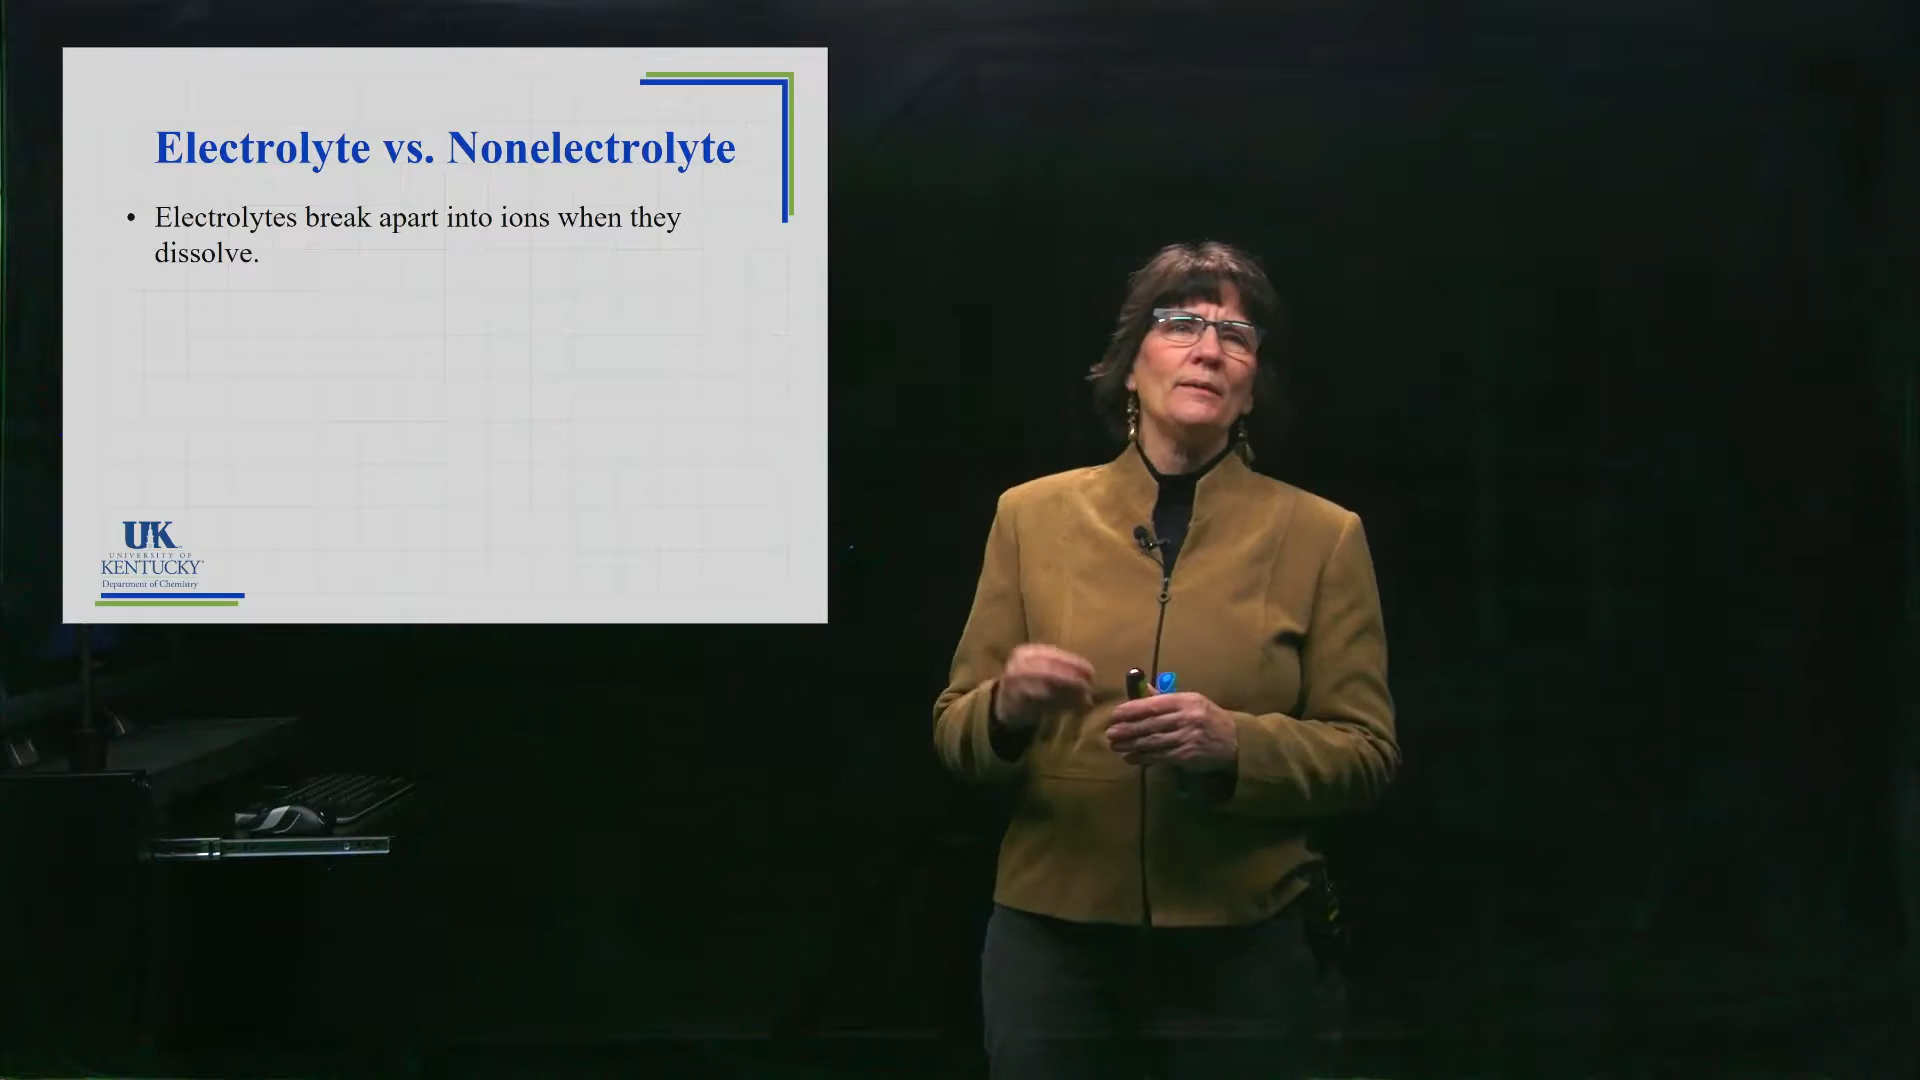 Electrolyte vs. Nonelectrolyte
• Electrolytes break apart into ions when they
dissolve.
UK
UNIVERSITY OF
KENTUCKY
Department of Chemistry